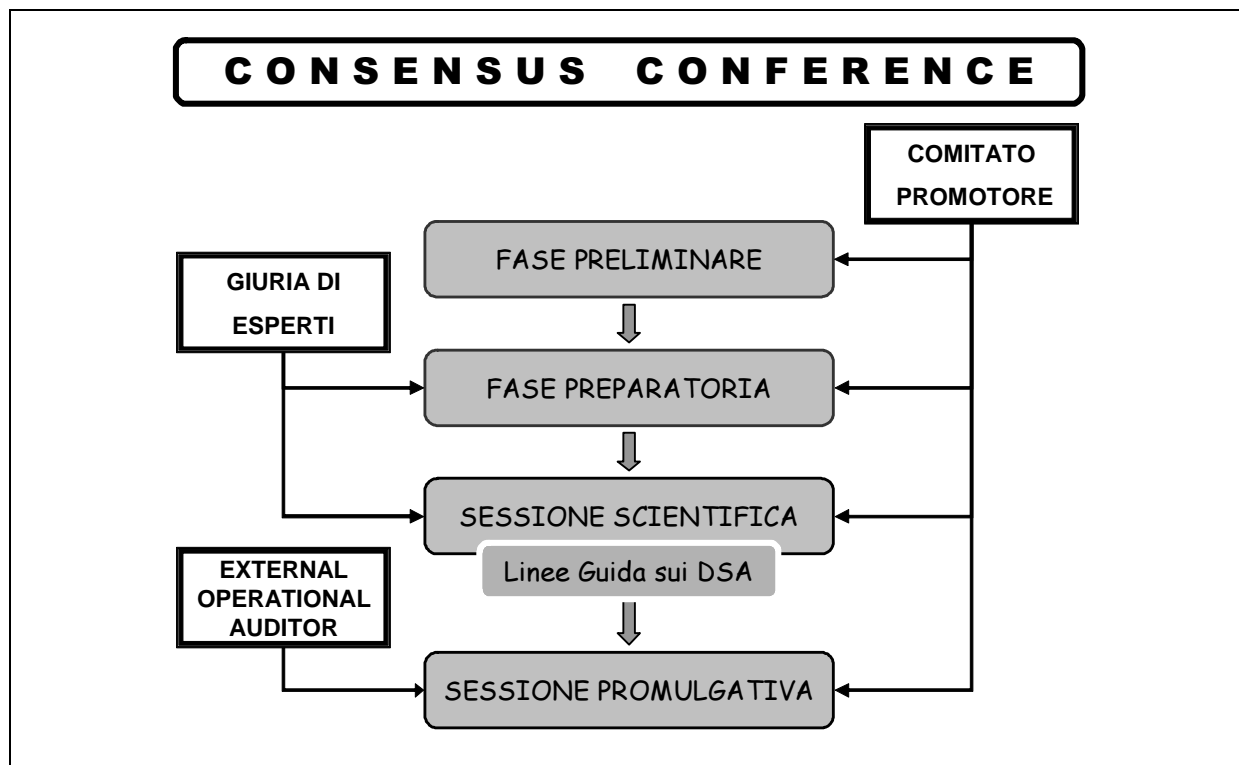 CONSENSUS CONFERENCE
COMITATO
PROMOTORE
FASE PRELIMINARE
GIURIA DI
ESPERTI
FASE PREPARATORIA
SESSIONE SCIENTIFICA
Linee Guida sui DSA
EXTERNAL
OPERATIONAL
AUDITOR
SESSIONE PROMULGATIVA